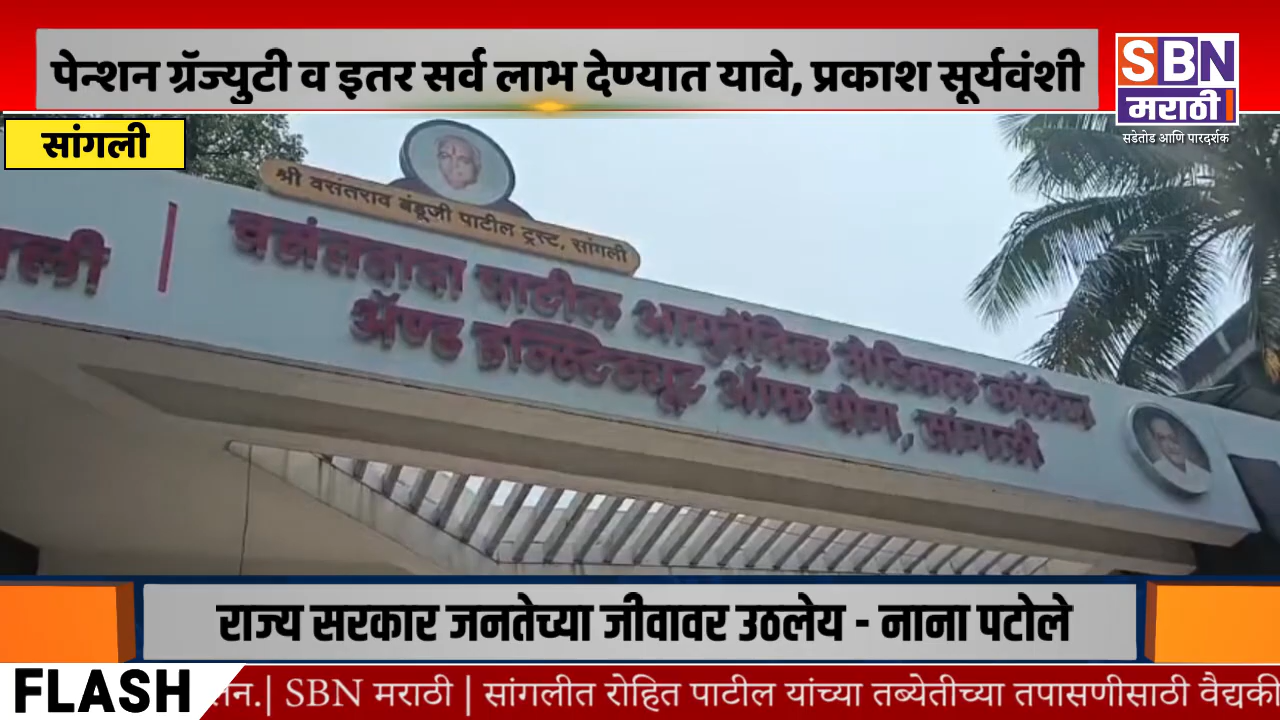 पेन्शन ग्रॅज्युटी व इतर सर्व लाभ देण्यात यावे, प्रकाश सूर्यवंशी
SBN
मराठी
सडेतोड आणि पारदर्शक
सांगली
श्री वसंतराव बंडूजी पाटील ट्रस्ट, सांगली
वसंतदादा पाटील आयुर्वेदिक मेडिकल कॉलेज
ॲण्ड इन्स्टिट्यूट ऑफ योग, सांगली
राज्य सरकार जनतेच्या जीवावर उठलेय - नाना पटोले
FLASH
| SBN मराठी | सांगलीत रोहित पाटील यांच्या तब्येतीच्या तपासणीसाठी वैद्यकी